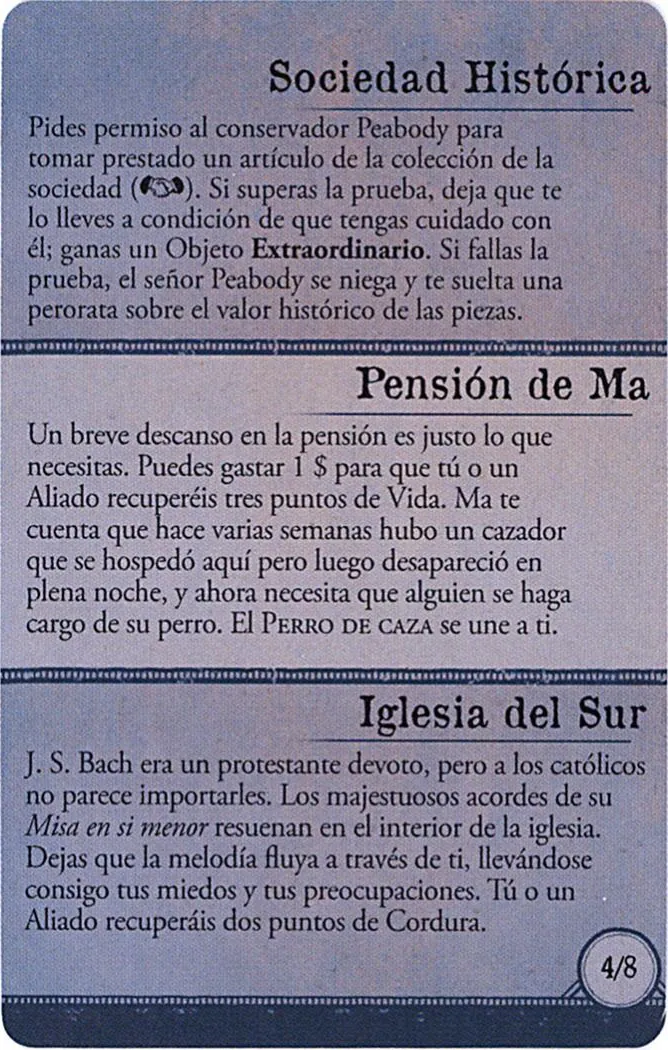 Sociedad Histórica
Pides permiso al conservador Peabody para
tomar prestado un artículo de la colección de la
sociedad (). Si superas la prueba, deja que te
lo lleves a condición de que tengas cuidado con
él; ganas un Objeto Extraordinario. Si fallas la
prueba, el señor Peabody se niega y te suelta una
perorata sobre el valor histórico de las piezas.
Pensión de Ma
Un breve descanso en la pensión es justo lo que
necesitas. Puedes gastar 1 $ para que tú o un
Aliado recuperéis tres puntos de Vida. Ma te
cuenta que hace varias semanas hubo un cazador
que se hospedó aquí pero luego desapareció en
plena noche, y ahora necesita que alguien se haga
cargo de su perro. El PERRO DE CAZA se une a ti.
Iglesia del Sur
J. S. Bach era un protestante devoto, pero a los católicos
no parece importarles. Los majestuosos acordes de su
Misa en si menor resuenan en el interior de la iglesia.
Dejas que la melodía fluya a través de ti, llevándose
consigo tus miedos y tus preocupaciones. Tú o un
Aliado recuperáis dos puntos de Cordura.
4/8